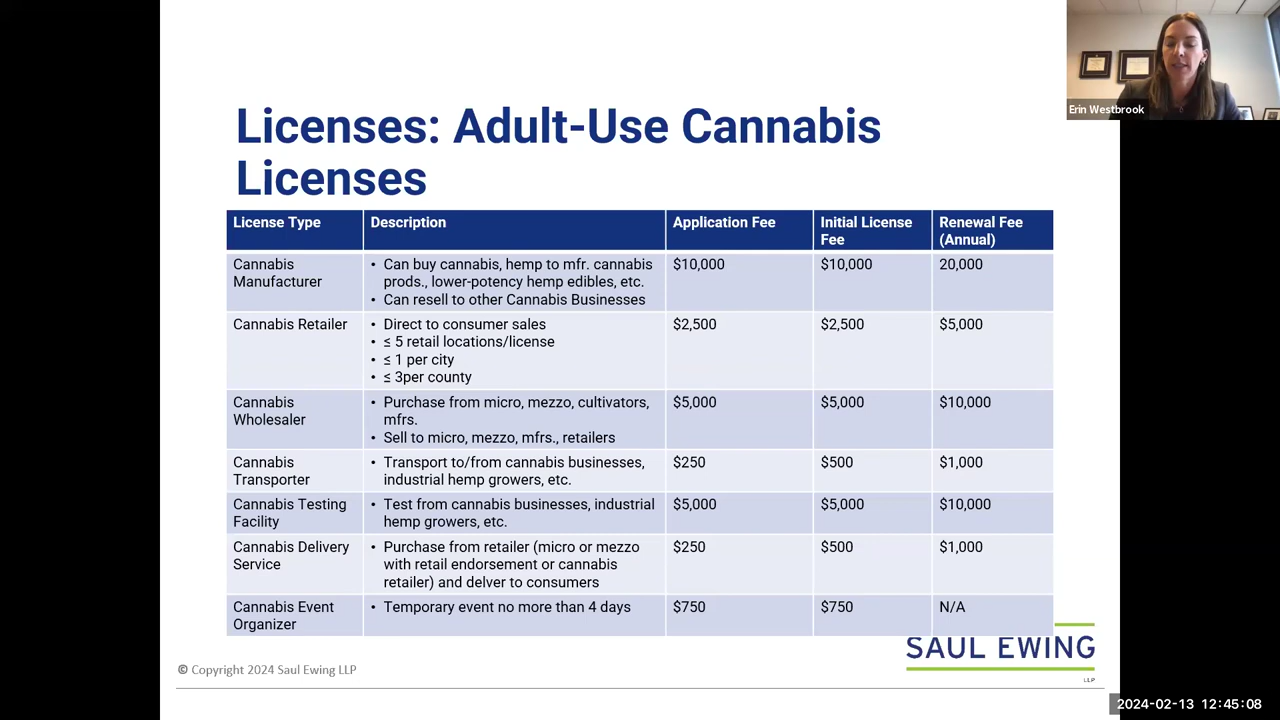 Erin Westbrook
Licenses: Adult-Use Cannabis
Licenses
License Type
Description
Application Fee
Initial License
Fee
Renewal Fee
(Annual)
Cannabis
Manufacturer
• Can buy cannabis, hemp to mfr. cannabis
prods., lower-potency hemp edibles, etc.
• Can resell to other Cannabis Businesses
$10,000
$10,000
20,000
Cannabis Retailer
• Direct to consumer sales
• ≤ 5 retail locations/license
• ≤ 1 per city
• ≤ 3per county
$2,500
$2,500
$5,000
Cannabis
Wholesaler
• Purchase from micro, mezzo, cultivators,
mfrs.
• Sell to micro, mezzo, mfrs., retailers
$5,000
$5,000
$10,000
Cannabis
Transporter
• Transport to/from cannabis businesses,
industrial hemp growers, etc.
$250
$500
$1,000
Cannabis Testing
Facility
• Test from cannabis businesses, industrial
hemp growers, etc.
$5,000
$5,000
$10,000
Cannabis Delivery
Service
• Purchase from retailer (micro or mezzo
with retail endorsement or cannabis
retailer) and delver to consumers
$250
$500
$1,000
Cannabis Event
Organizer
• Temporary event no more than 4 days
$750
$750
N/A
SAUL EWING
LLP
© Copyright 2024 Saul Ewing LLP
2024-02-13 12:45:08